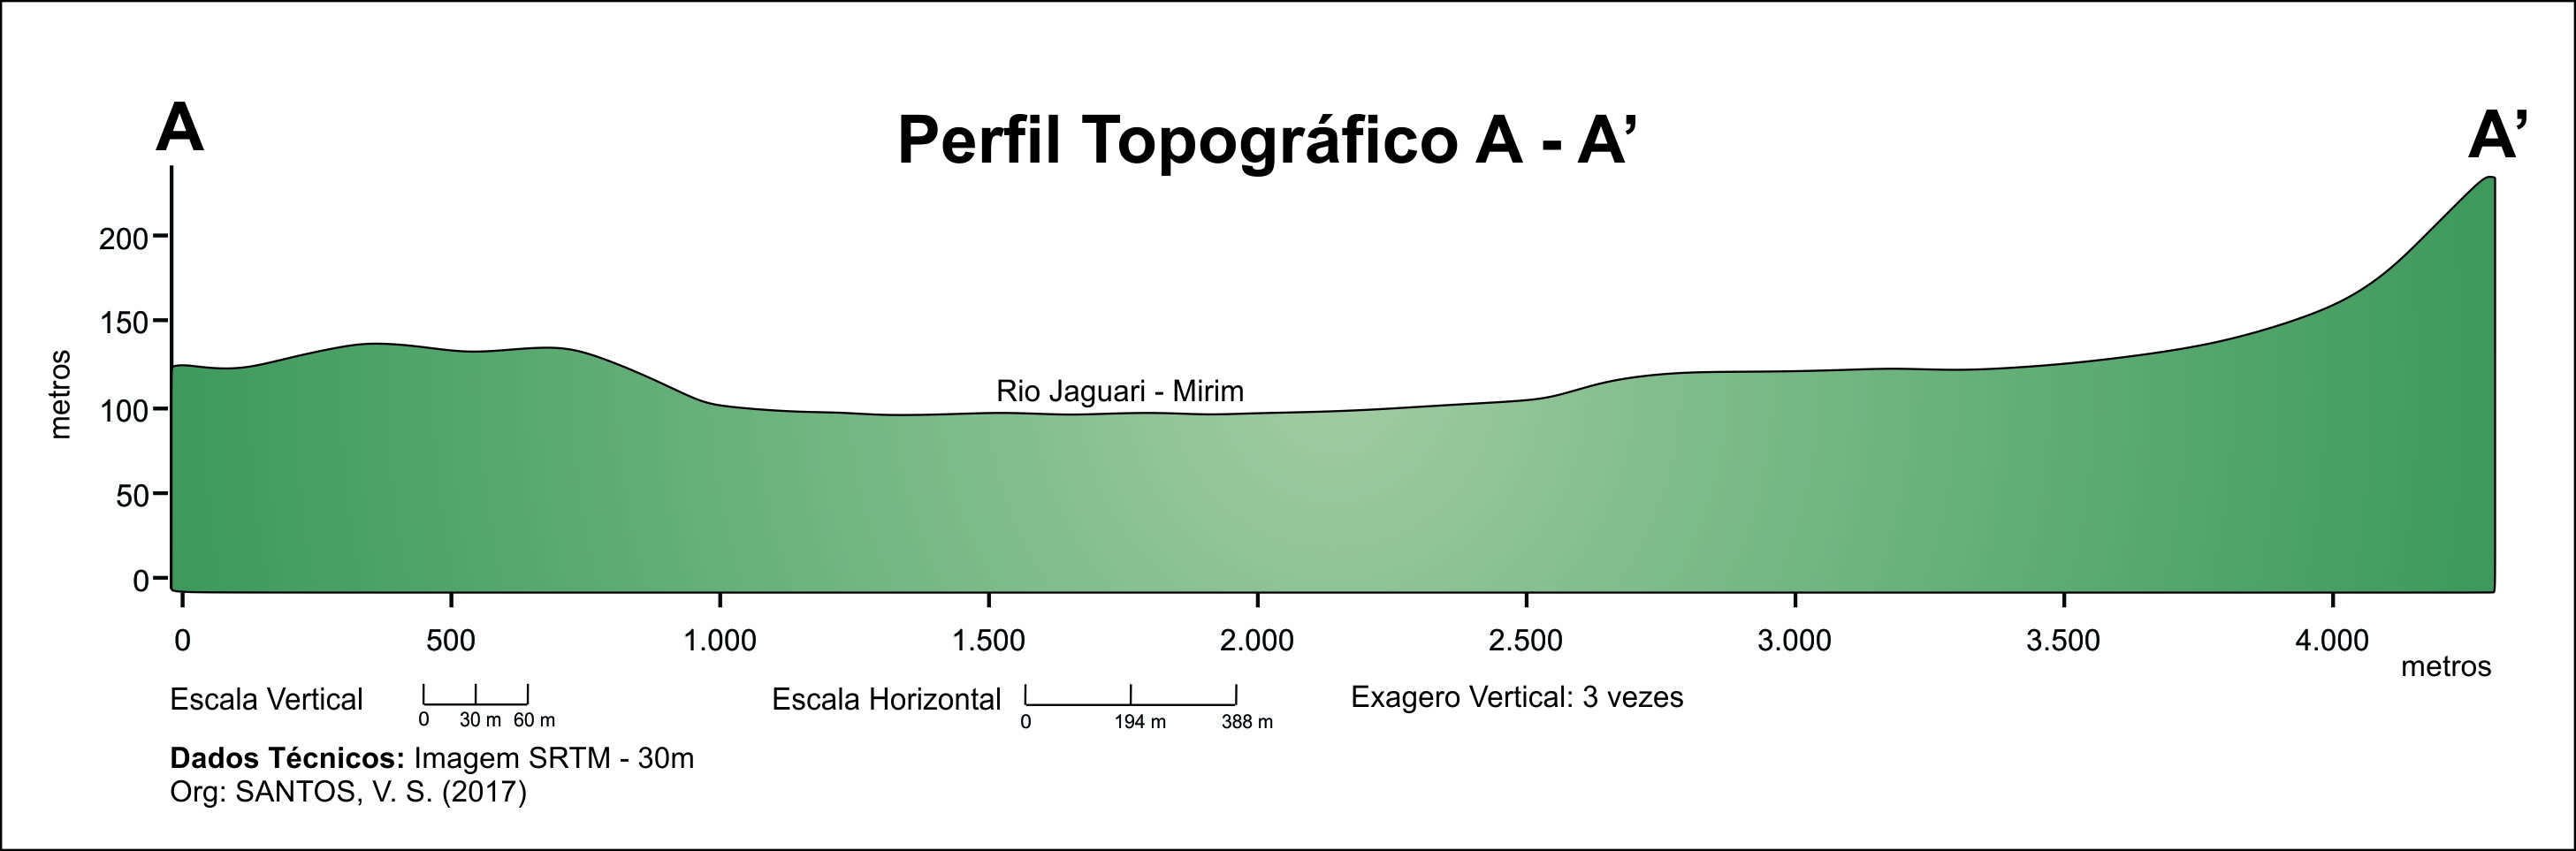 A
Perfil Topográfico A - A’
A’
200
150
100
50
0
metros
Rio Jaguari - Mirim
0 500 1.000 1.500 2.000 2.500 3.000 3.500 4.000
metros
Escala Vertical 0 30 m 60 m
Escala Horizontal 0 194 m 388 m
Exagero Vertical: 3 vezes
Dados Técnicos: Imagem SRTM - 30m
Org: SANTOS, V. S. (2017)